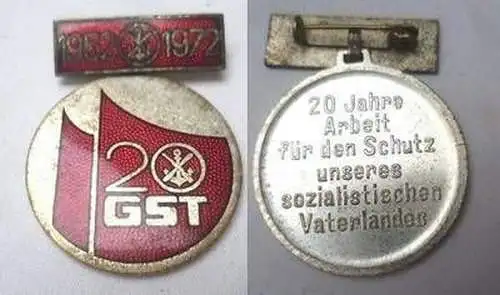 1952 1972
20
GST
20 Jahre
Arbeit
für den Schutz
unseres
sozialistischen
Vaterlandes